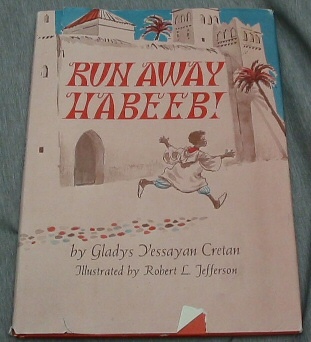 RUN AWAY
HABEEB!
by Gladys Yessayan Cretan
Illustrated by Robert L. Jefferson